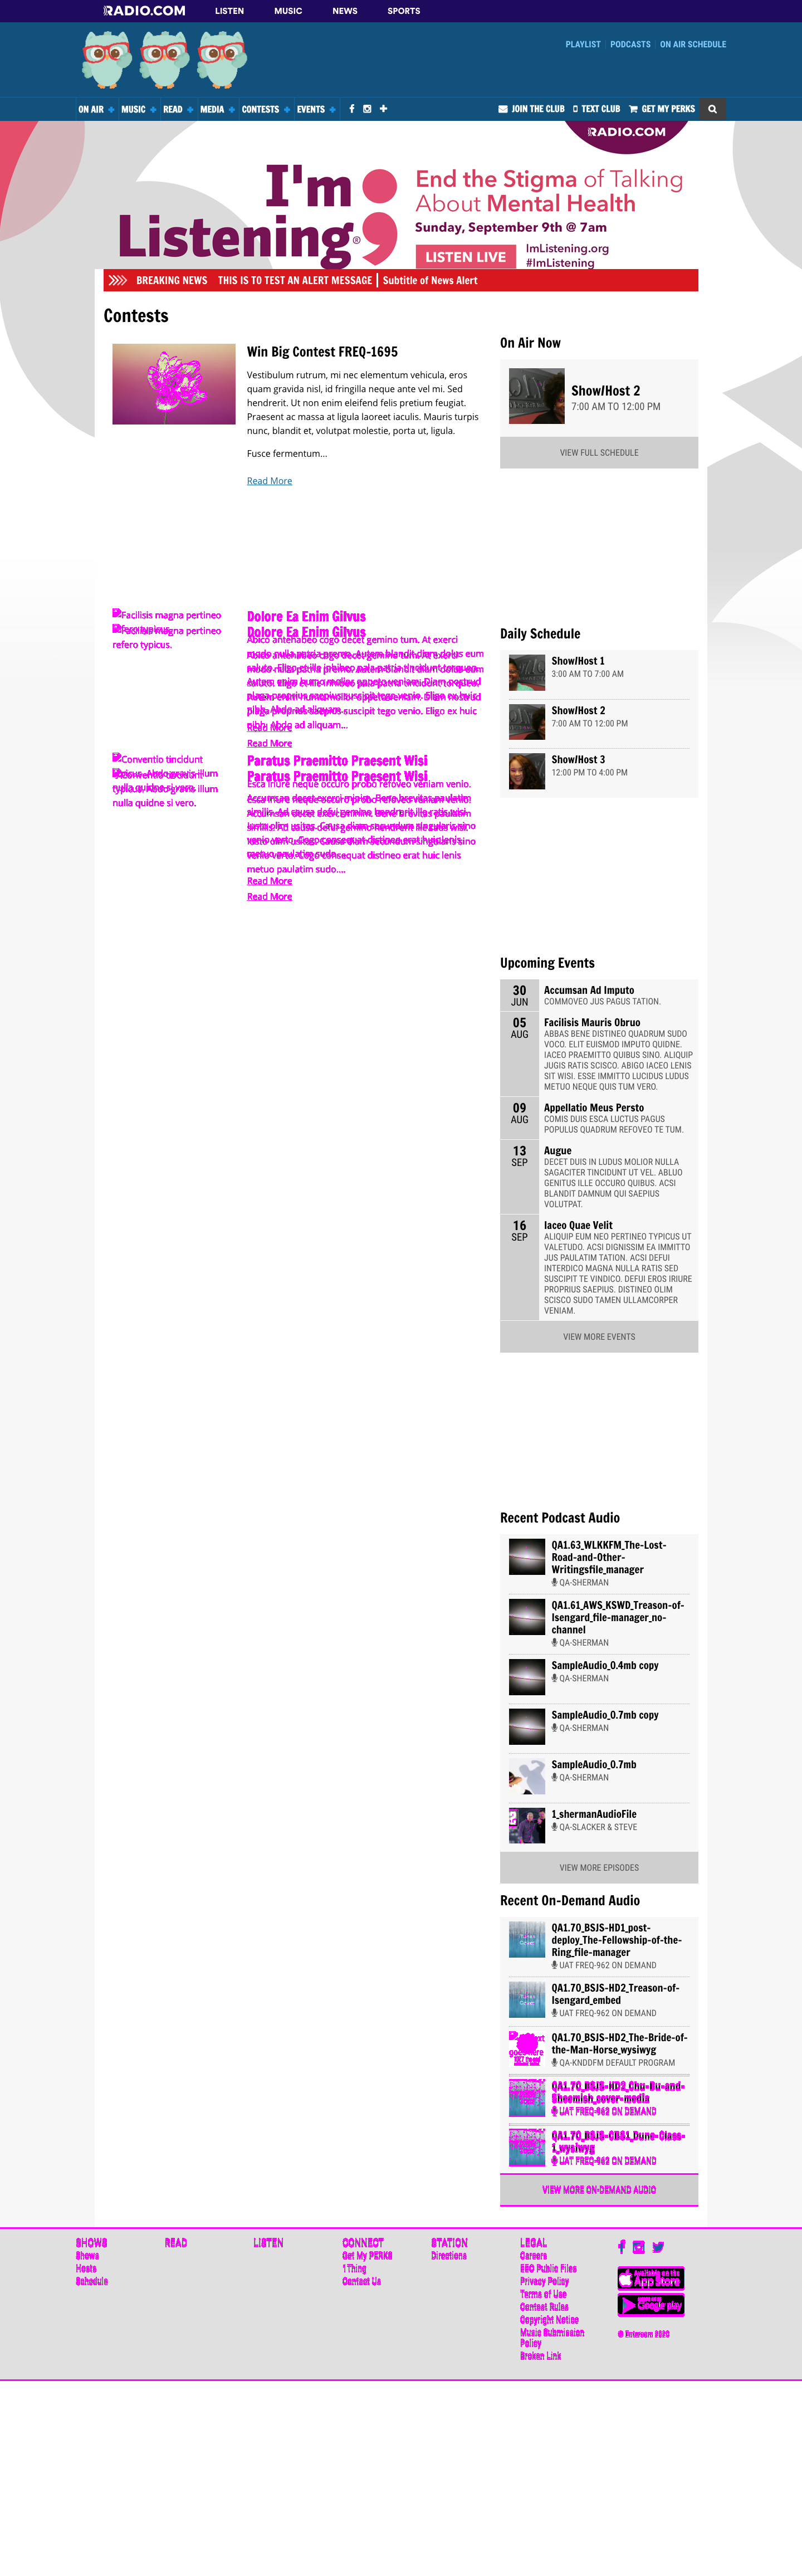 RADIO.COM LISTEN MUSIC NEWS SPORTS
PLAYLIST PODCASTS ON AIR SCHEDULE
ON AIR MUSIC READ MEDIA CONTESTS EVENTS JOIN THE CLUB TEXT CLUB GET MY PERKS
RADIO.COM
I'm Listening;®
End the Stigma of Talking
About Mental Health
Sunday, September 9th @ 7am
LISTEN LIVE
ImListening.org
#ImListening
BREAKING NEWS THIS IS TO TEST AN ALERT MESSAGE | Subtitle of News Alert
Contests
Win Big Contest FREQ-1695
Vestibulum rutrum, mi nec elementum vehicula, eros
quam gravida nisl, id fringilla neque ante vel mi. Sed
hendrerit. Ut non enim eleifend felis pretium feugiat.
Praesent ac massa at ligula laoreet iaculis. Mauris turpis
nunc, blandit et, volutpat molestie, porta ut, ligula.
Fusce fermentum...
Read More
Facilisis magna pertineo
refero typicus.
Dolore Ea Enim Gilvus
Dolore Ea Enim Gilvus
Abico antehabeo cogo decet gemino tum. At exerci
nibh. Abdo ad aliquam...
Read More
Read More
Conventio tincidunt
nulla quidne si vero.
Paratus Praemitto Praesent Wisi
Paratus Praemitto Praesent Wisi
Esca iriure neque occuro probo refoveo veniam venio.
metuo paulatim sudo....
Read More
Read More
On Air Now
Show/Host 2
7:00 AM TO 12:00 PM
VIEW FULL SCHEDULE
Daily Schedule
Show/Host 1
3:00 AM TO 7:00 AM
Show/Host 2
7:00 AM TO 12:00 PM
Show/Host 3
12:00 PM TO 4:00 PM
Upcoming Events
30 JUN
Accumsan Ad Imputo
COMMOVEO JUS PAGUS TATION.
05 AUG
Facilisis Mauris Obruo
ABBAS BENE DISTINEO QUADRUM SUDO
VOCO. ELIT EUISMOD IMPUTO QUIDNE.
IACEO PRAEMITTO QUIBUS SINO. ALIQUIP
JUGIS RATIS SCISCO. ABIGO IACEO LENIS
SIT WISI. ESSE IMMITTO LUCIDUS LUDUS
METUO NEQUE QUIS TUM VERO.
09 AUG
Appellatio Meus Persto
COMIS DUIS ESCA LUCTUS PAGUS
POPULUS QUADRUM REFOVEO TE TUM.
13 SEP
Augue
DECET DUIS IN LUDUS MOLIOR NULLA
SAGACITER TINCIDUNT UT VEL. ABLUO
GENITUS ILLE OCCURO QUIBUS. ACSI
BLANDIT DAMNUM QUI SAEPIUS
VOLUTPAT.
16 SEP
Iaceo Quae Velit
ALIQUIP EUM NEO PERTINEO TYPICUS UT
VALETUDO. ACSI DIGNISSIM EA IMMITTO
JUS PAULATIM TATION. ACSI DEFUI
INTERDICO MAGNA NULLA RATIS SED
SUSCIPIT TE VINDICO. DEFUI EROS IRIURE
PROPRIUS SAEPIUS. DISTINEO OLIM
SCISCO SUDO TAMEN ULLAMCORPER
VENIAM.
VIEW MORE EVENTS
Recent Podcast Audio
QA1.63_WLKKFM_The-Lost-
Road-and-Other-
Writingsfile_manager
QA-SHERMAN
QA1.61_AWS_KSWD_Treason-of-
Isengard_file-manager_no-
channel
QA-SHERMAN
SampleAudio_0.4mb copy
QA-SHERMAN
SampleAudio_0.7mb copy
QA-SHERMAN
SampleAudio_0.7mb
QA-SHERMAN
1_shermanAudioFile
QA-SLACKER & STEVE
VIEW MORE EPISODES
Recent On-Demand Audio
QA1.70_BSJS-HD1_post-
deploy_The-Fellowship-of-the-
Ring_file-manager
UAT FREQ-962 ON DEMAND
QA1.70_BSJS-HD2_Treason-of-
Isengard_embed
UAT FREQ-962 ON DEMAND
QA1.70_BSJS-HD2_The-Bride-of-
the-Man-Horse_wysiwyg
QA-KNDDFM DEFAULT PROGRAM
QA1.70_BSJS-HD2_Chu-Bu-and-
Sheemish_cover-media
UAT FREQ-962 ON DEMAND
QA1.70_BSJS-CBS1_Dune-Class-
1_wysiwyg
UAT FREQ-962 ON DEMAND
VIEW MORE ON-DEMAND AUDIO
SHOWS
Shows
Hosts
Schedule
READ
LISTEN
CONNECT
Get My PERKS
1Thing
Contact Us
STATION
Directions
LEGAL
Careers
EEO Public Files
Privacy Policy
Terms of Use
Contest Rules
Copyright Notice
Music Submission
Policy
Broken Link
Available on the
App Store
Google play
© Entercom 2020